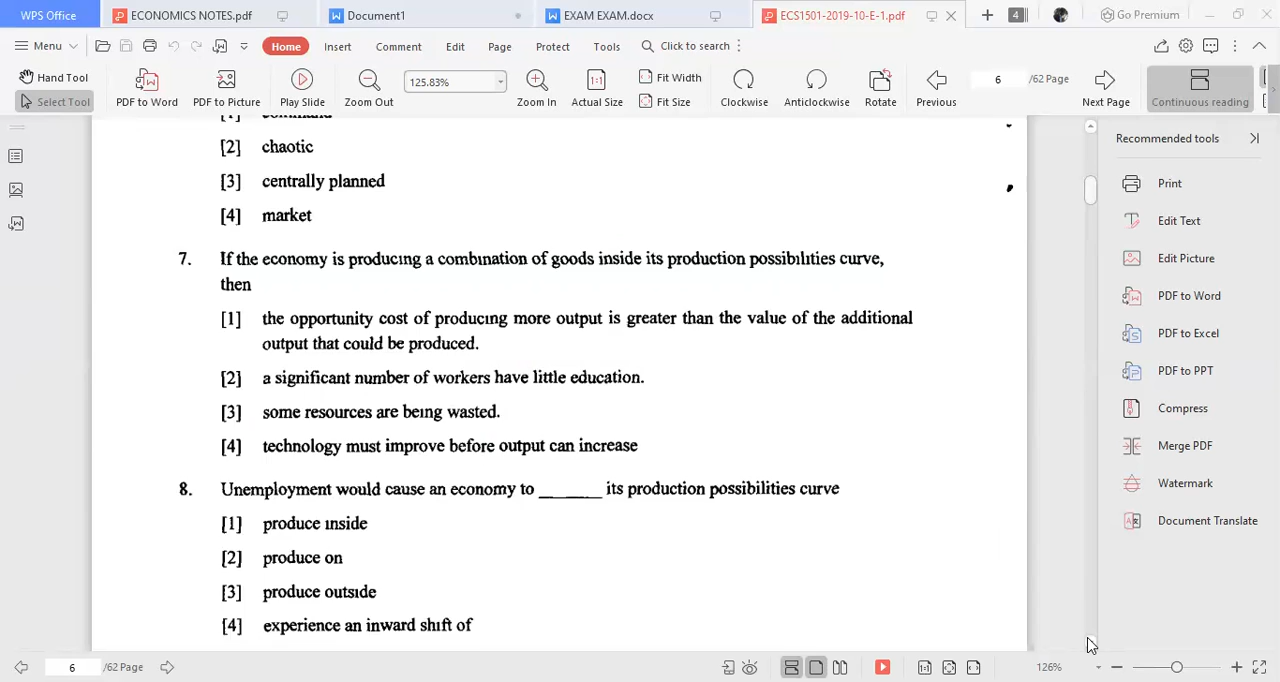 WPS Office
ECONOMICS NOTES.pdf
Document1
EXAM EXAM.docx
ECS1501-2019-10-E-1.pdf
4
Go Premium
Menu
Home
Insert
Comment
Edit
Page
Protect
Tools
Click to search
Hand Tool
Select Tool
PDF to Word
PDF to Picture
Play Slide
Zoom Out
125.83%
Zoom In
1:1
Actual Size
Fit Width
Fit Size
Clockwise
Anticlockwise
Rotate
Previous
6
/62 Page
Next Page
Continuous reading
[1] command
[2] chaotic
[3] centrally planned
[4] market
7. If the economy is producing a combination of goods inside its production possibilities curve,
then
[1] the opportunity cost of producing more output is greater than the value of the additional
output that could be produced.
[2] a significant number of workers have little education.
[3] some resources are being wasted.
[4] technology must improve before output can increase
8. Unemployment would cause an economy to ______ its production possibilities curve
[1] produce inside
[2] produce on
[3] produce outside
[4] experience an inward shift of
Recommended tools
Print
Edit Text
Edit Picture
PDF to Word
PDF to Excel
PDF to PPT
Compress
Merge PDF
Watermark
Document Translate
6
/62 Page
126%